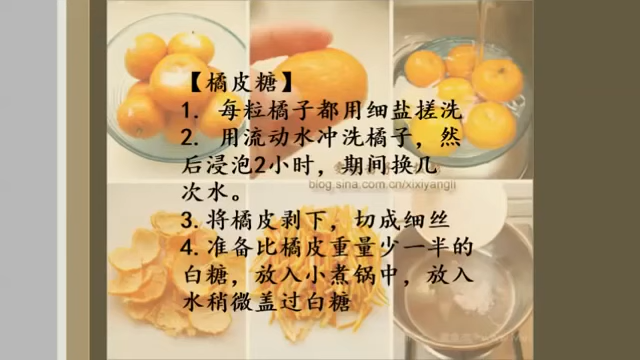 【橘皮糖】
1. 每粒橘子都用细盐搓洗
2. 用流动水冲洗橘子，然
后浸泡2小时，期间换几
次水。
blog.sina.com.cn/xixiyangli
3.将橘皮剥下，切成细丝
4.准备比橘皮重量少一半的
白糖，放入小煮锅中，放入
水稍微盖过白糖